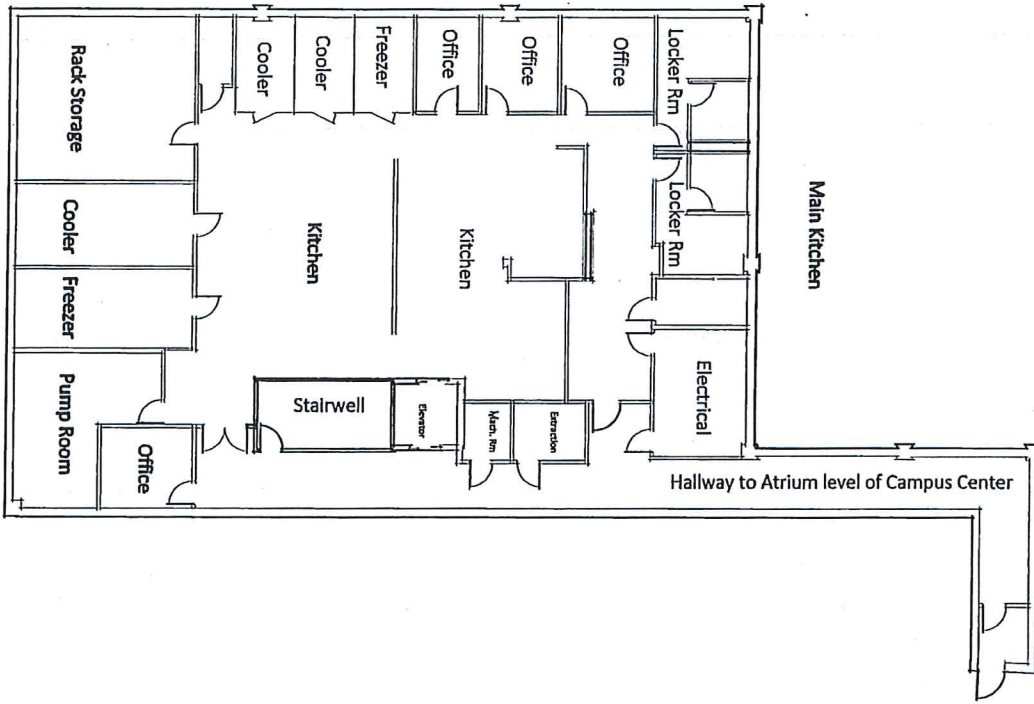 Main Kitchen
Locker Rm
Locker Rm
Electrical
Office
Office
Office
Freezer
Cooler
Cooler
Rack Storage
Cooler
Freezer
Pump Room
Office
Kitchen
Kitchen
Stairwell
Elevator
Mach. Rm
Extraction
Hallway to Atrium level of Campus Center